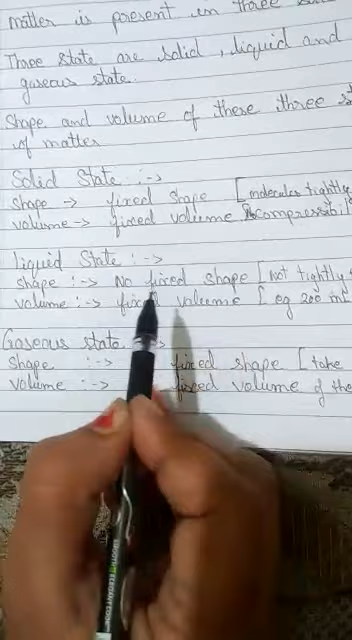 matter is present in three
Three state are solid, liquid and
gaseous state.
Shape and volume of these three
of matter
Solid State :->
shape -> fixed shape [molecules tightly
volume -> fixed volume
Liquid State :->
shape :-> No fixed shape [Not tightly
volume :-> fixed volume [eg 200 ml
Gaseous state :->
shape :-> fixed shape [take
volume :-> fixed volume of the